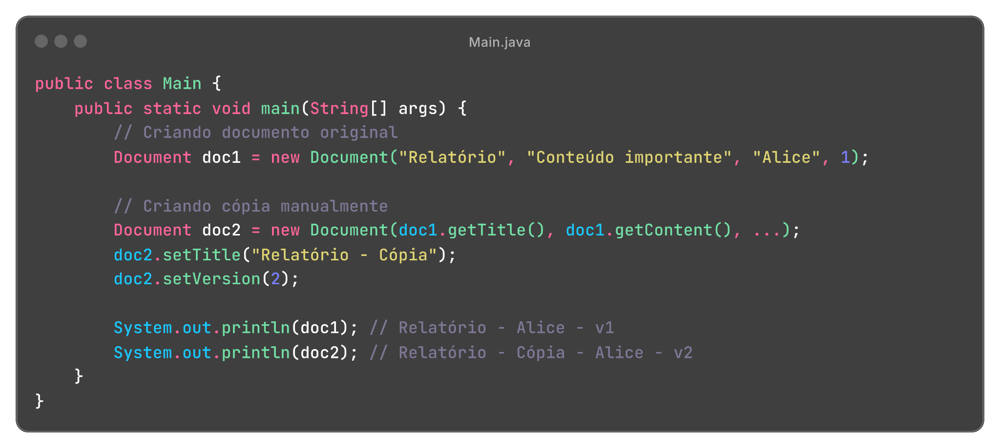 Main.java
public class Main {
    public static void main(String[] args) {
        // Criando documento original
        Document doc1 = new Document("Relatório", "Conteúdo importante", "Alice", 1);

        // Criando cópia manualmente
        Document doc2 = new Document(doc1.getTitle(), doc1.getContent(), ...);
        doc2.setTitle("Relatório - Cópia");
        doc2.setVersion(2);

        System.out.println(doc1); // Relatório - Alice - v1
        System.out.println(doc2); // Relatório - Cópia - Alice - v2
    }
}